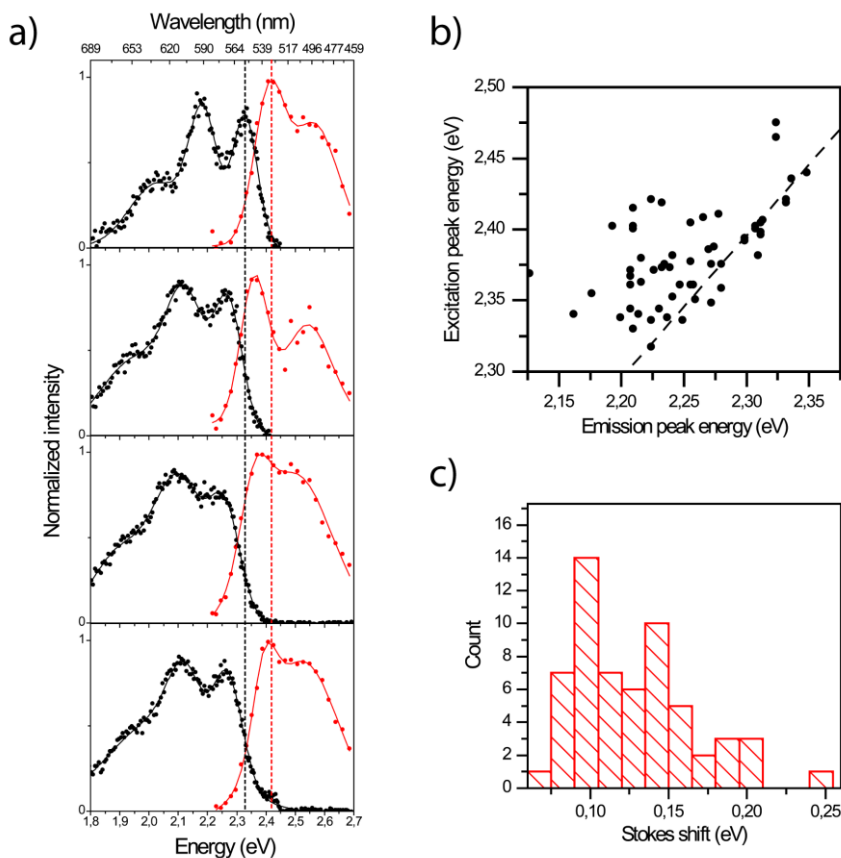 a)
Wavelength (nm)
689 653 620 590 564 539 517 496 477 459
1
0
1
0
1
0
1
0
Normalized intensity
1,8 1,9 2,0 2,1 2,2 2,3 2,4 2,5 2,6 2,7
Energy (eV)
b)
2,50
2,45
2,40
2,35
2,30
Excitation peak energy (eV)
2,15 2,20 2,25 2,30 2,35
Emission peak energy (eV)
c)
14
12
10
8
6
4
2
0
Count
0,10 0,15 0,20 0,25
Stokes shift (eV)